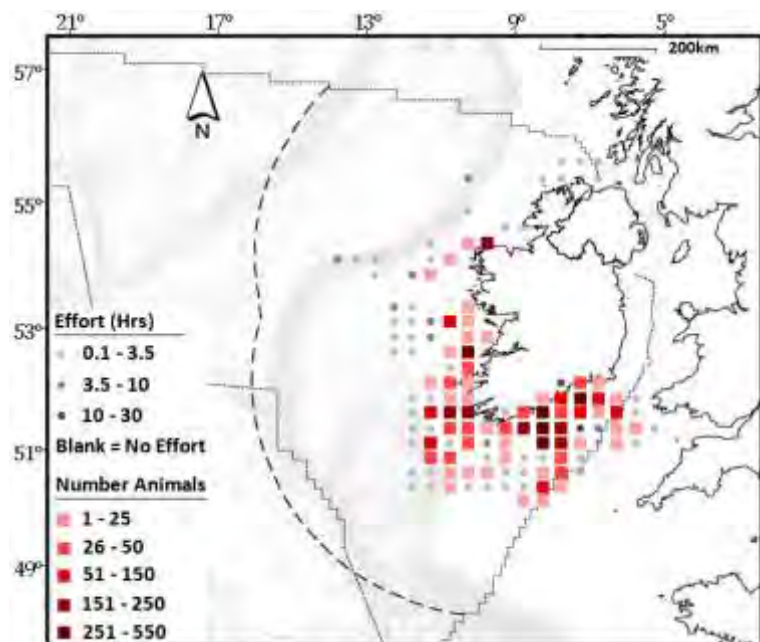 21° 17° 13° 9° 5°
200km
57°
N
55°
53°
Effort (Hrs)
0.1 - 3.5
3.5 - 10
10 - 30
Blank = No Effort
51°
Number Animals
1 - 25
26 - 50
51 - 150
151 - 250
251 - 550
49°